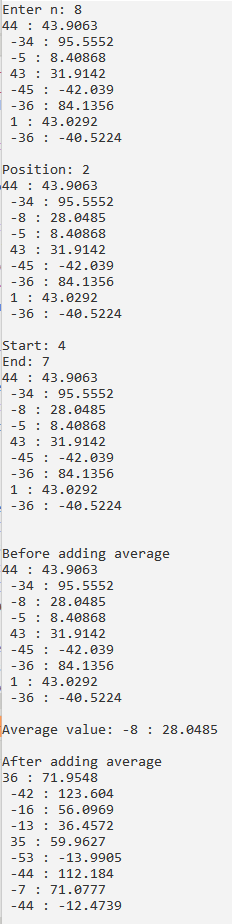 Enter n: 8
44 : 43.9063
-34 : 95.5552
-5 : 8.40868
43 : 31.9142
-45 : -42.039
-36 : 84.1356
1 : 43.0292
-36 : -40.5224
Position: 2
44 : 43.9063
-34 : 95.5552
-8 : 28.0485
-5 : 8.40868
43 : 31.9142
-45 : -42.039
-36 : 84.1356
1 : 43.0292
-36 : -40.5224
Start: 4
End: 7
44 : 43.9063
-34 : 95.5552
-8 : 28.0485
-5 : 8.40868
43 : 31.9142
-45 : -42.039
-36 : 84.1356
1 : 43.0292
-36 : -40.5224
Before adding average
44 : 43.9063
-34 : 95.5552
-8 : 28.0485
-5 : 8.40868
43 : 31.9142
-45 : -42.039
-36 : 84.1356
1 : 43.0292
-36 : -40.5224
Average value: -8 : 28.0485
After adding average
36 : 71.9548
-42 : 123.604
-16 : 56.0969
-13 : 36.4572
35 : 59.9627
-53 : -13.9905
-44 : 112.184
-7 : 71.0777
-44 : -12.4739